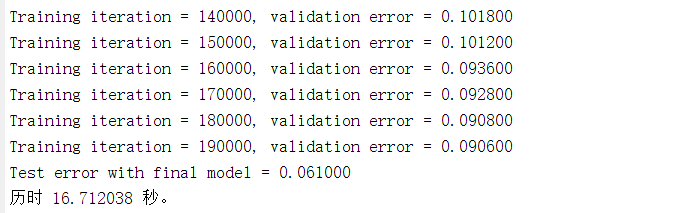 Training iteration = 140000, validation error = 0.101800
Training iteration = 150000, validation error = 0.101200
Training iteration = 160000, validation error = 0.093600
Training iteration = 170000, validation error = 0.092800
Training iteration = 180000, validation error = 0.090800
Training iteration = 190000, validation error = 0.090600
Test error with final model = 0.061000
历时 16.712038 秒。